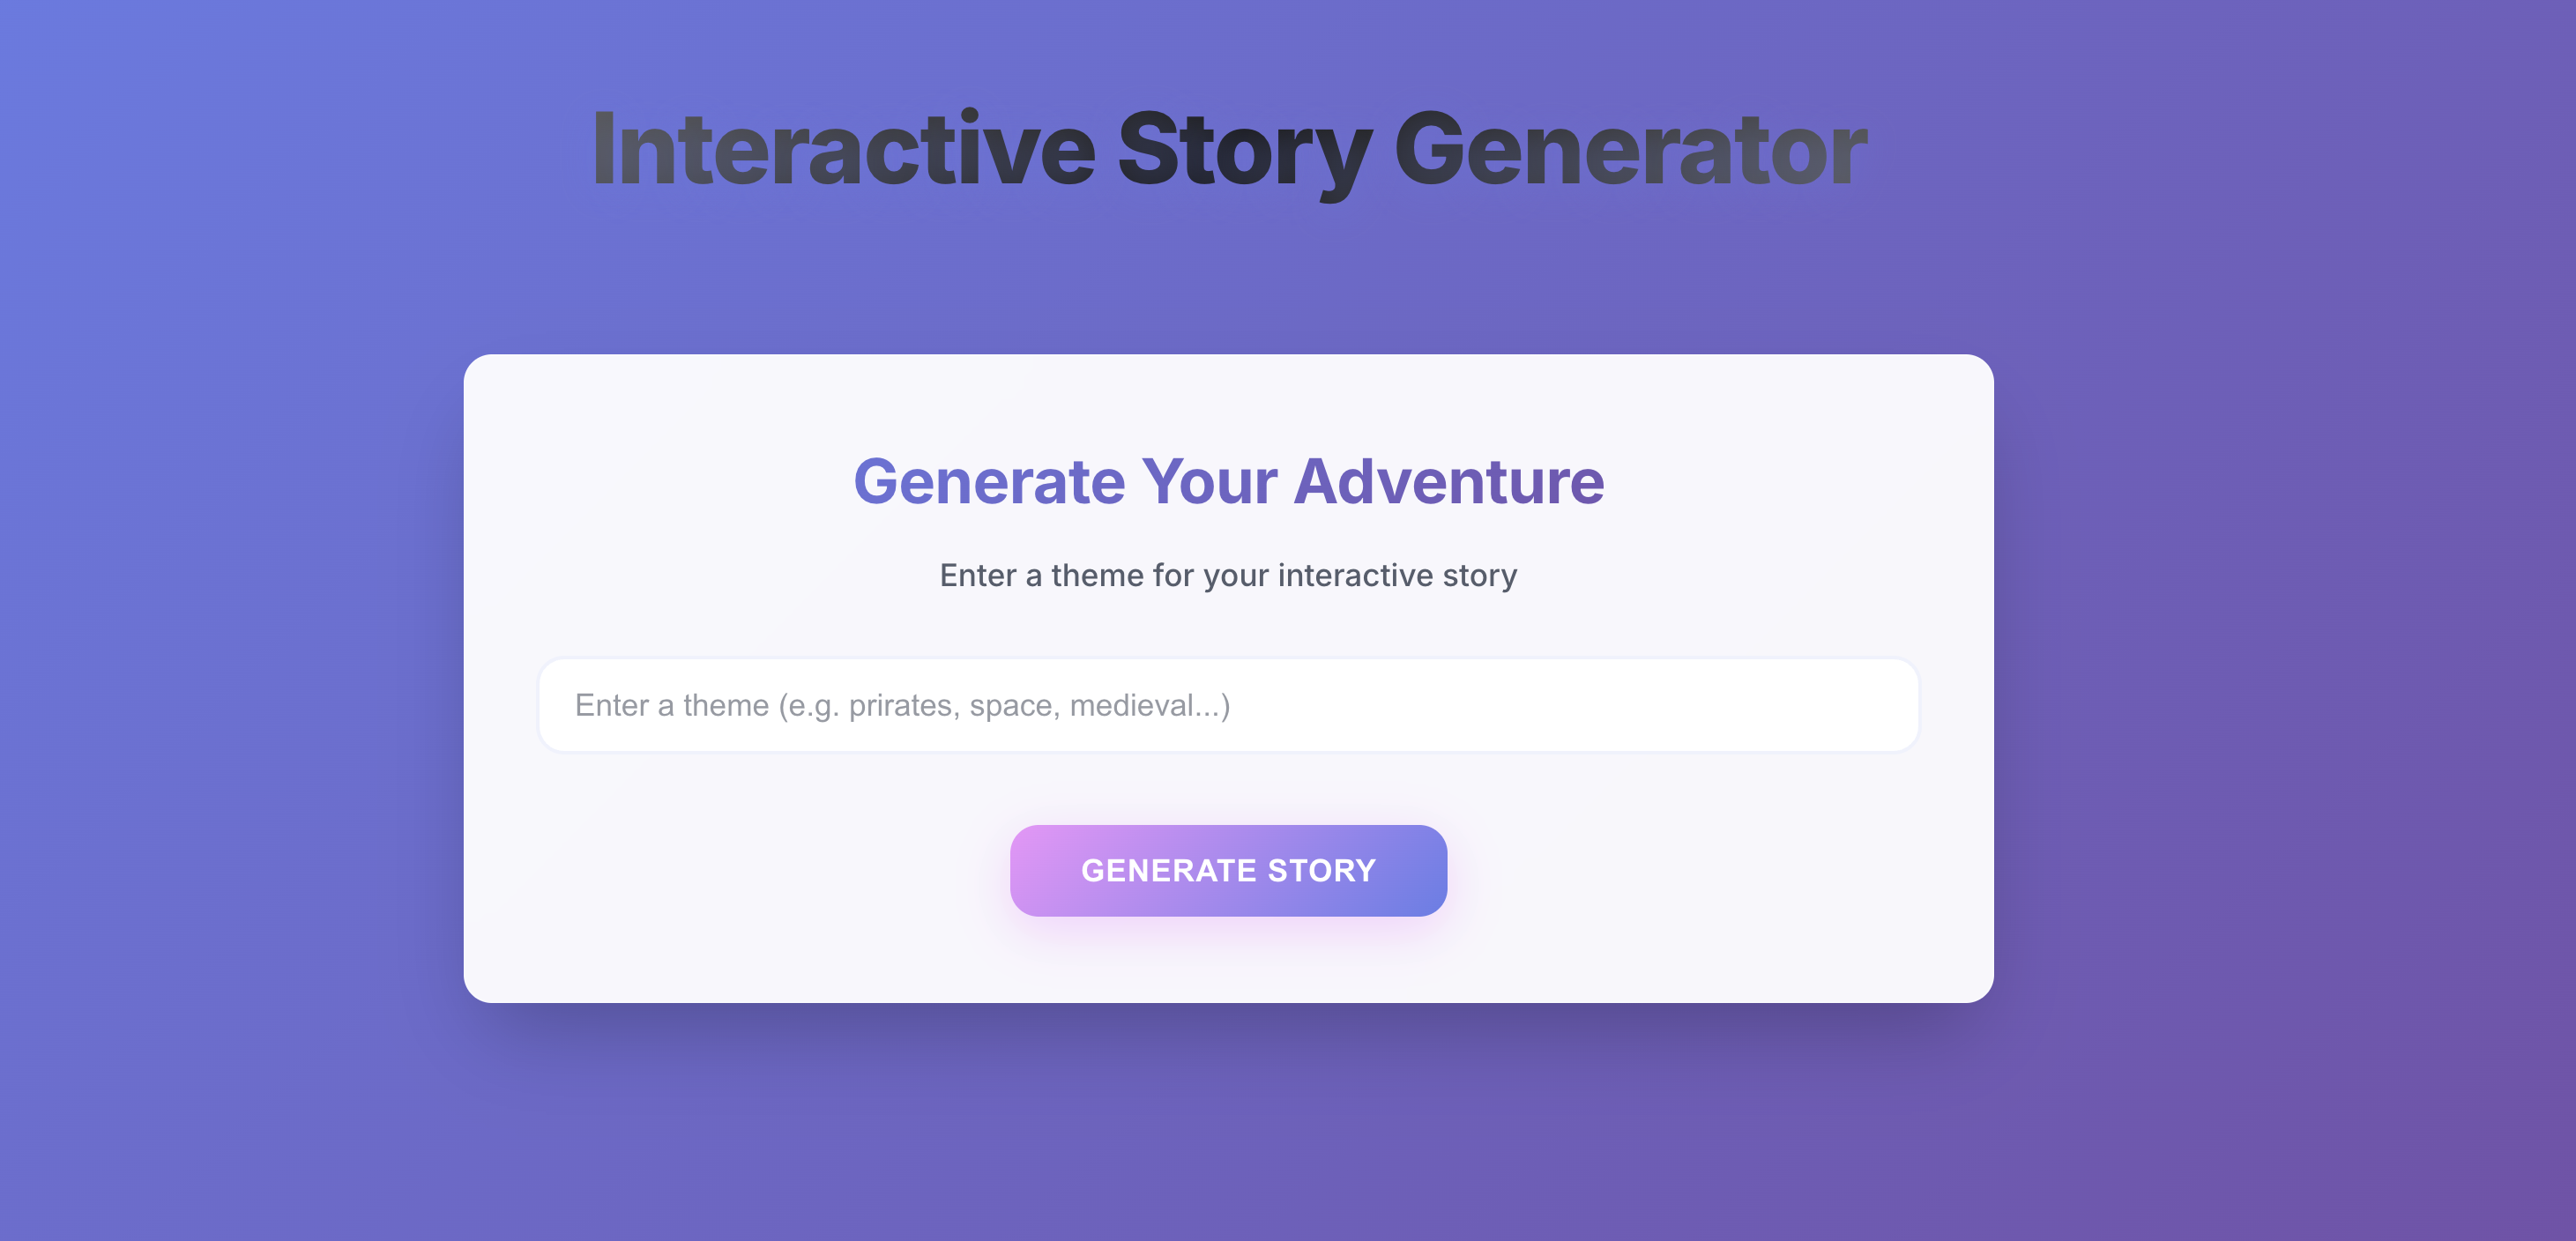 Interactive Story Generator
Generate Your Adventure
Enter a theme for your interactive story
Enter a theme (e.g. prirates, space, medieval...)
GENERATE STORY